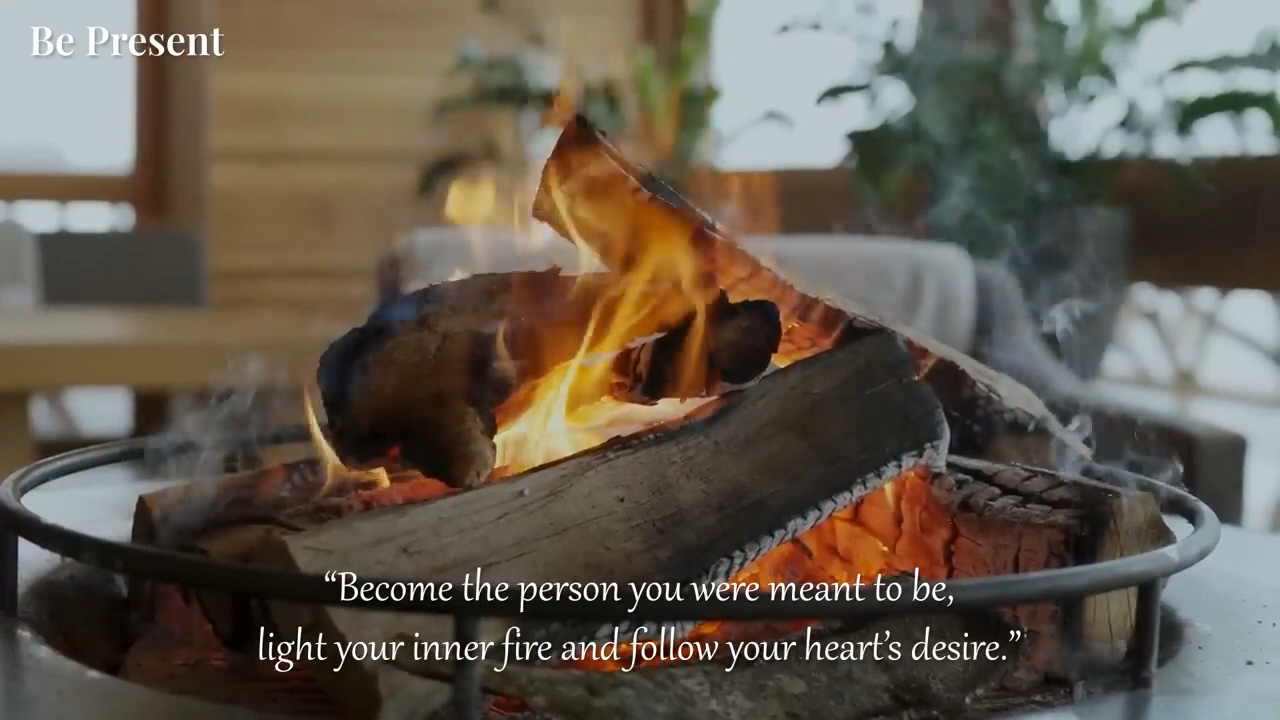 Be Present
“Become the person you were meant to be,
light your inner fire and follow your heart’s desire.”